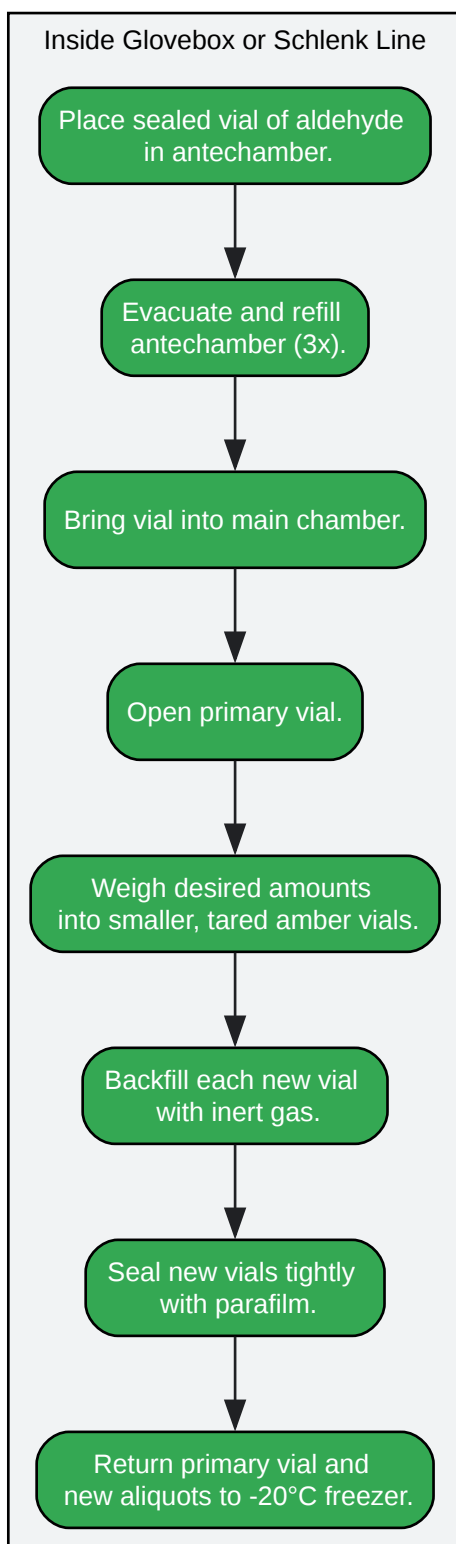 Inside Glovebox or Schlenk Line
Place sealed vial of aldehyde
in antechamber.
Evacuate and refill
antechamber (3x).
Bring vial into main chamber.
Open primary vial.
Weigh desired amounts
into smaller, tared amber vials.
Backfill each new vial
with inert gas.
Seal new vials tightly
with parafilm.
Return primary vial and
new aliquots to -20°C freezer.